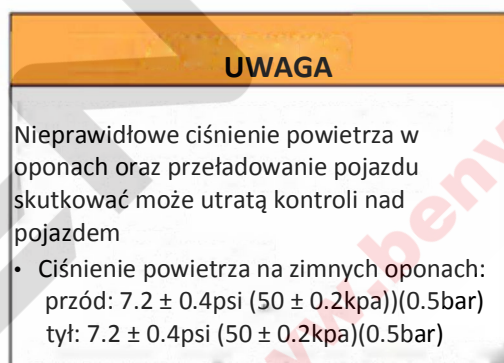 UWAGA
Nieprawidłowe ciśnienie powietrza w
oponach oraz przeładowanie pojazdu
skutkować może utratą kontroli nad
pojazdem
• Ciśnienie powietrza na zimnych oponach:
przód: 7.2 ± 0.4psi (50 ± 0.2kpa))(0.5bar)
tył: 7.2 ± 0.4psi (50 ± 0.2kpa)(0.5bar)